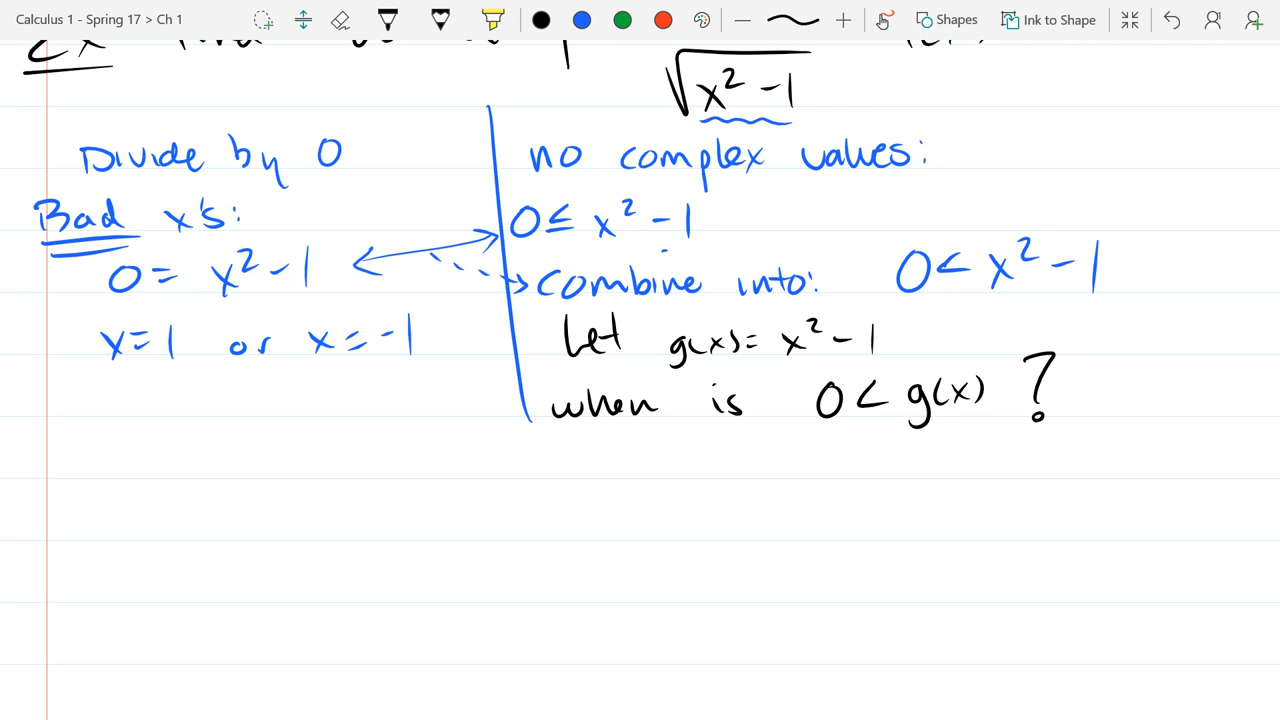 Calculus 1 - Spring 17 > Ch 1
Shapes
Ink to Shape
Ex
√x² - 1
Divide by 0
Bad x's:
0 = x² - 1
x = 1 or x = -1
no complex values:
0 ≤ x² - 1
combine into: 0 < x² - 1
Let g(x) = x² - 1
when is 0 < g(x) ?